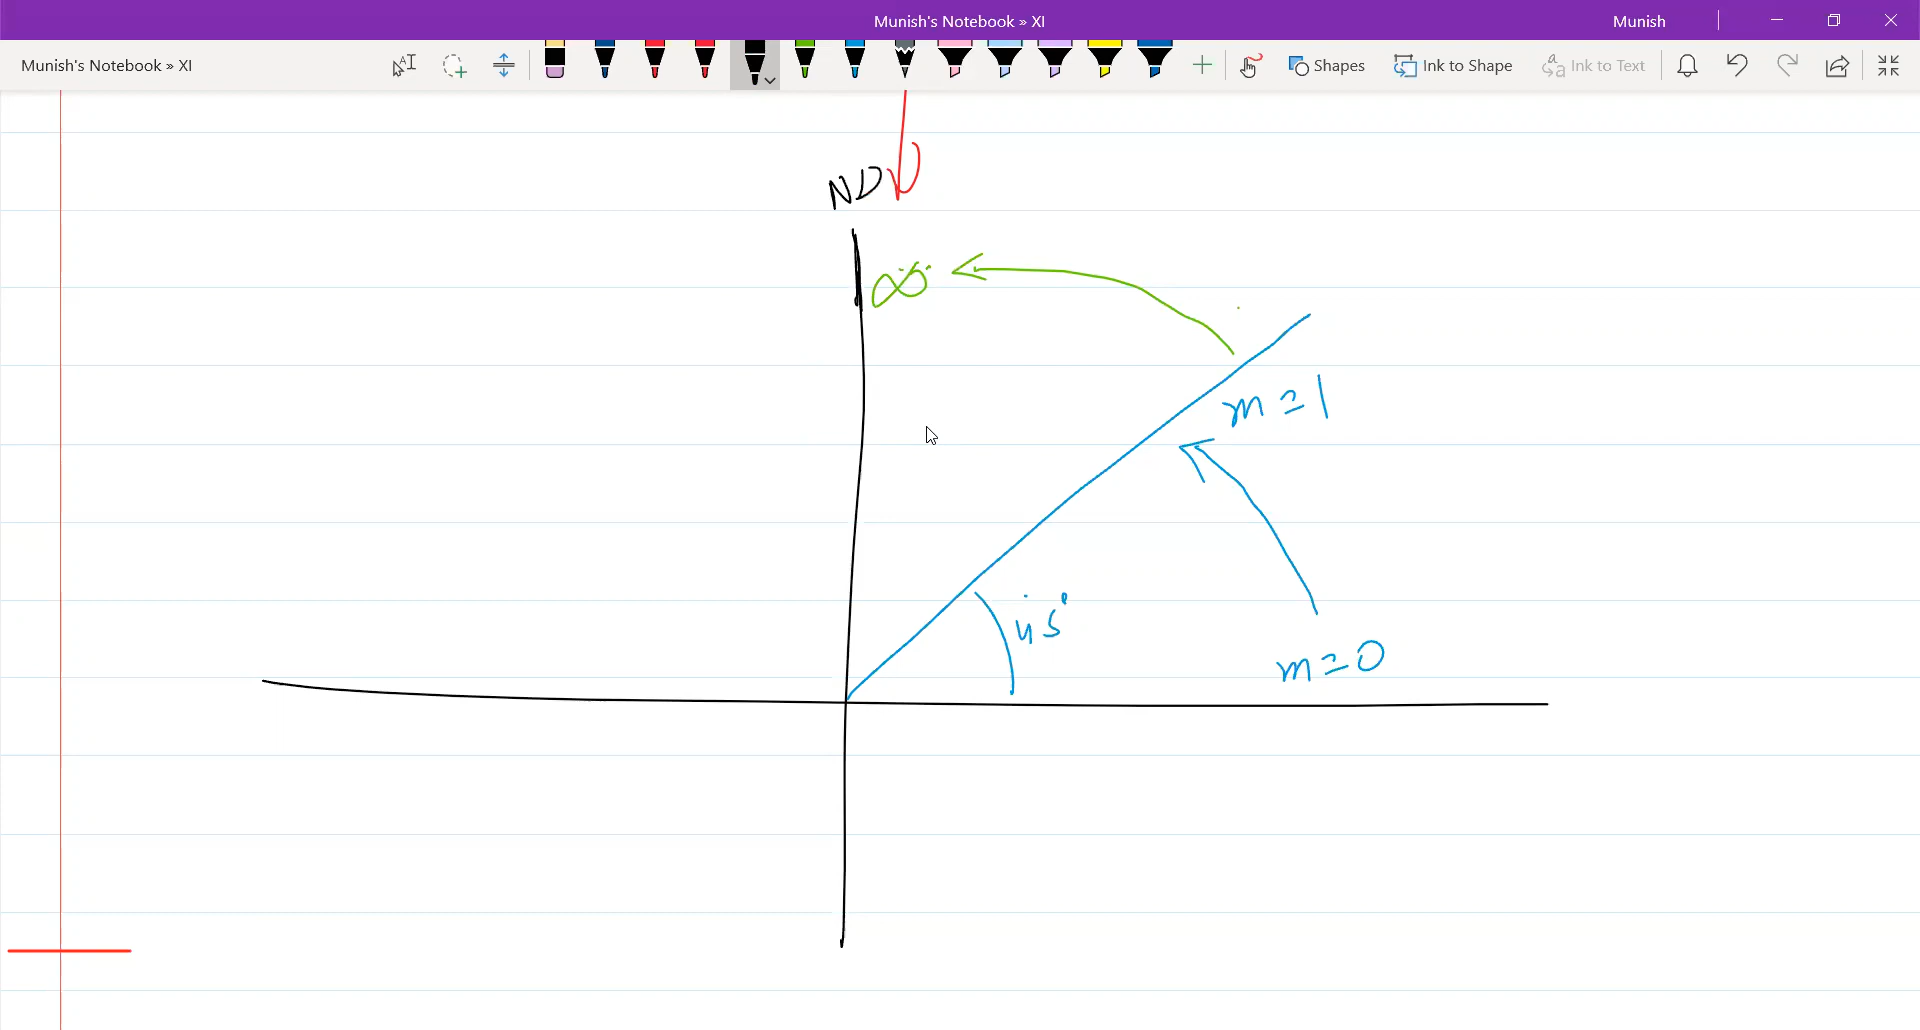 Munish's Notebook » XI
Munish
Munish's Notebook » XI
Shapes
Ink to Shape
Ink to Text
ND
∞
m = 1
45°
m = 0